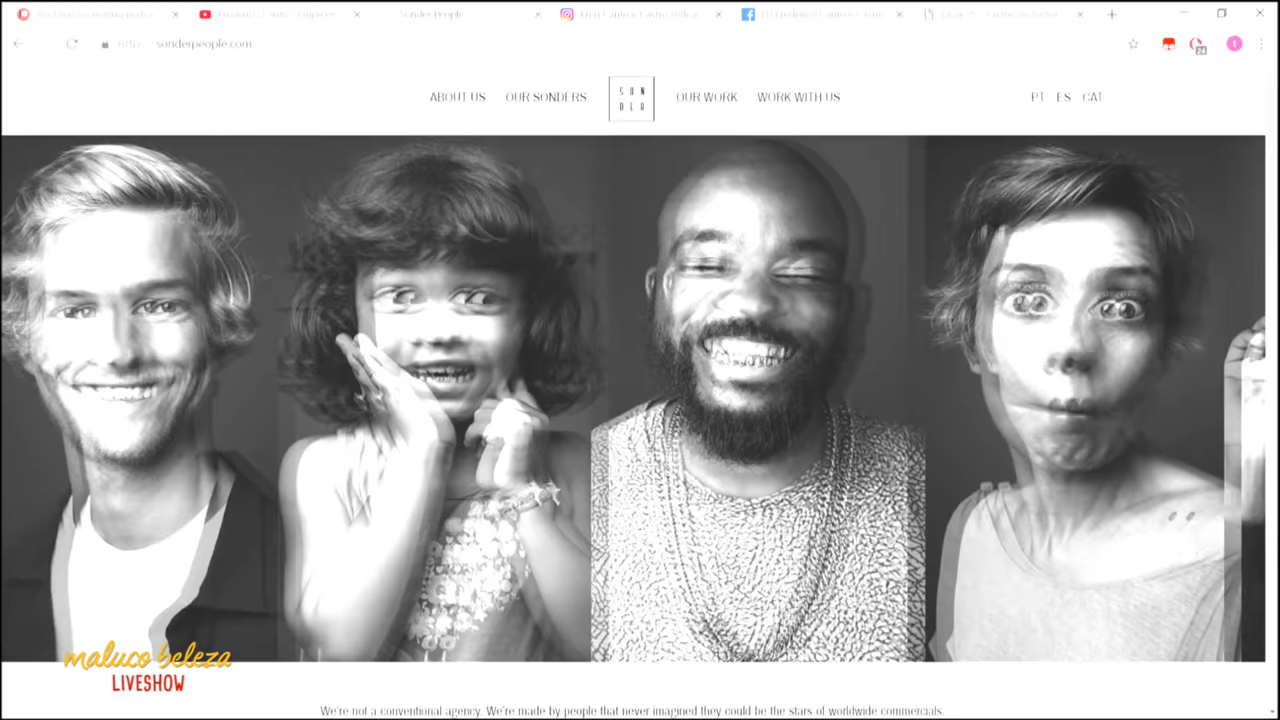 Sonder People
sonderpeople.com
ABOUT US OUR SONDERS SON DER OUR WORK WORK WITH US PT ES CAT
maluco beleza
LIVESHOW
We're not a conventional agency. We're made by people that never imagined they could be the stars of worldwide commercials.